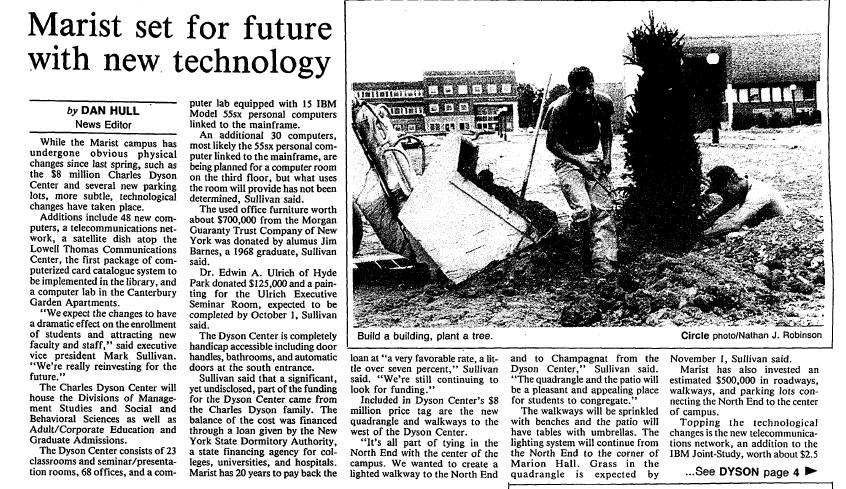 Marist set for future
with new technology
by DAN HULL
News Editor
While the Marist campus has
undergone obvious physical
changes since last spring, such as
the $8 million Charles Dyson
Center and several new parking
lots, more subtle, technological
changes have taken place.
Additions include 48 new com-
puters, a telecommunications net-
work, a satellite dish atop the
Lowell Thomas Communications
Center, the first package of com-
puterized card catalogue system to
be implemented in the library, and
a computer lab in the Canterbury
Garden Apartments.
"We expect the changes to have
a dramatic effect on the enrollment
of students and attracting new
faculty and staff," said executive
vice president Mark Sullivan.
"We're really reinvesting for the
future."
The Charles Dyson Center will
house the Divisions of Manage-
ment Studies and Social and
Behavioral Sciences as well as
Adult/Corporate Education and
Graduate Admissions.
The Dyson Center consists of 23
classrooms and seminar/presenta-
tion rooms, 68 offices, and a com-
puter lab equipped with 15 IBM
Model 55sx personal computers
linked to the mainframe.
An additional 30 computers,
most likely the 55sx personal com-
puter linked to the mainframe, are
being planned for a computer room
on the third floor, but what uses
the room will provide has not been
determined, Sullivan said.
The used office furniture worth
about $700,000 from the Morgan
Guaranty Trust Company of New
York was donated by alumus Jim
Barnes, a 1968 graduate, Sullivan
said.
Dr. Edwin A. Ulrich of Hyde
Park donated $125,000 and a pain-
ting for the Ulrich Executive
Seminar Room, expected to be
completed by October 1, Sullivan
said.
The Dyson Center is completely
handicap accessible including door
handles, bathrooms, and automatic
doors at the south entrance.
Sullivan said that a significant,
yet undisclosed, part of the funding
for the Dyson Center came from
the Charles Dyson family. The
balance of the cost was financed
through a loan given by the New
York State Dormitory Authority,
a state financing agency for col-
leges, universities, and hospitals.
Marist has 20 years to pay back the
Build a building, plant a tree.
Circle photo/Nathan J. Robinson
loan at "a very favorable rate, a lit-
tle over seven percent," Sullivan
said. "We're still continuing to
look for funding."
Included in Dyson Center's $8
million price tag are the new
quadrangle and walkways to the
west of the Dyson Center.
"It's all part of tying in the
North End with the center of the
campus. We wanted to create a
lighted walkway to the North End
and to Champagnat from the
Dyson Center," Sullivan said.
"The quadrangle and the patio will
be a pleasant and appealing place
for students to congregate."
The walkways will be sprinkled
with benches and the patio will
have tables with umbrellas. The
lighting system will continue from
the North End to the corner of
Marion Hall. Grass in the
quadrangle is expected by
November 1, Sullivan said.
Marist has also invested an
estimated $500,000 in roadways,
walkways, and parking lots con-
necting the North End to the center
of campus.
Topping the technological
changes is the new telecommunica-
tions network, an addition to the
IBM Joint-Study, worth about $2.5
...See DYSON page 4 ►